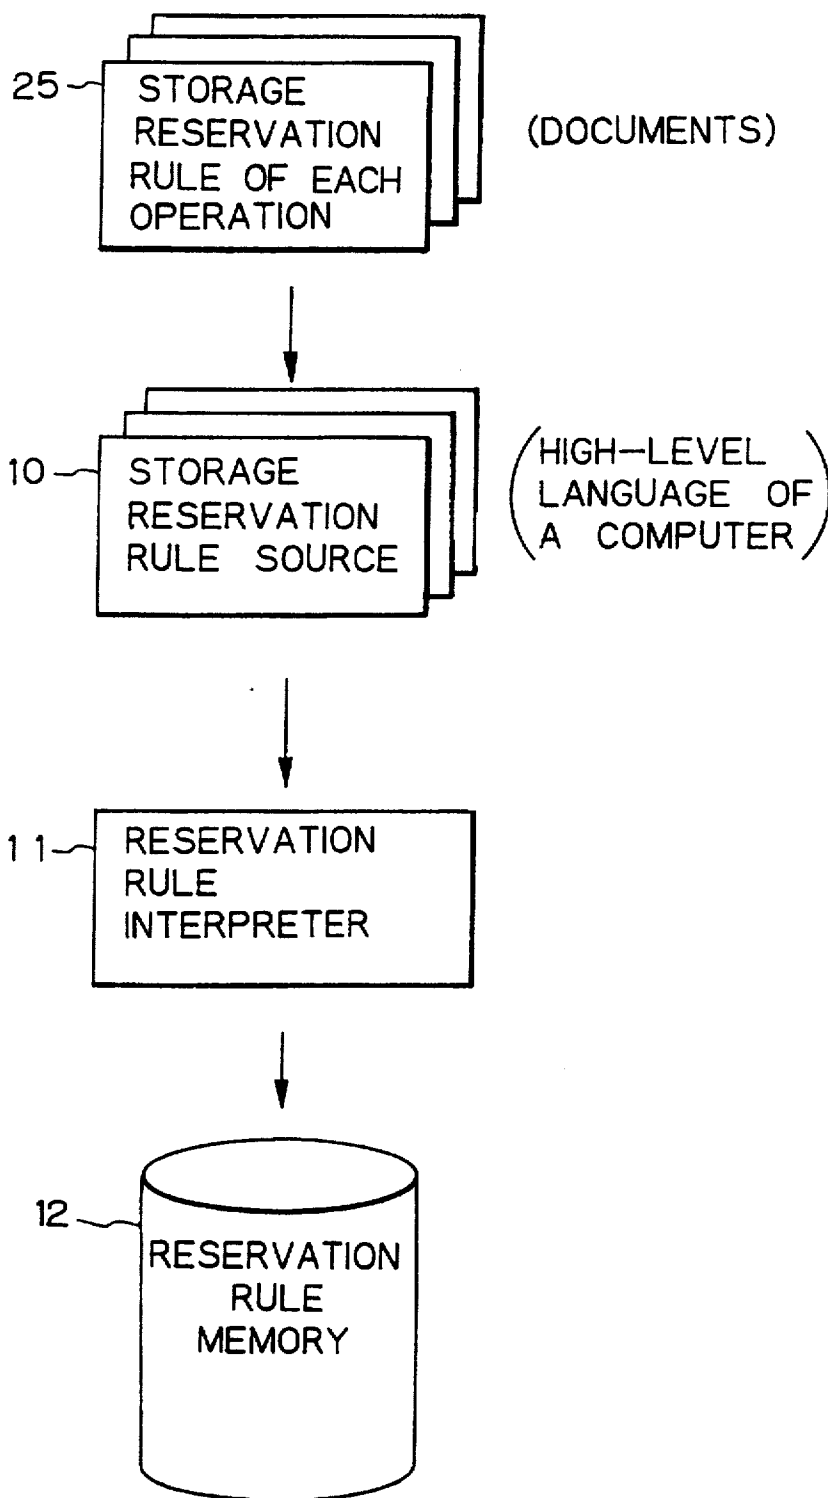 25
STORAGE
RESERVATION
RULE OF EACH
OPERATION
(DOCUMENTS)
10
STORAGE
RESERVATION
RULE SOURCE
(HIGH-LEVEL
LANGUAGE OF
A COMPUTER)
11
RESERVATION
RULE
INTERPRETER
12
RESERVATION
RULE
MEMORY